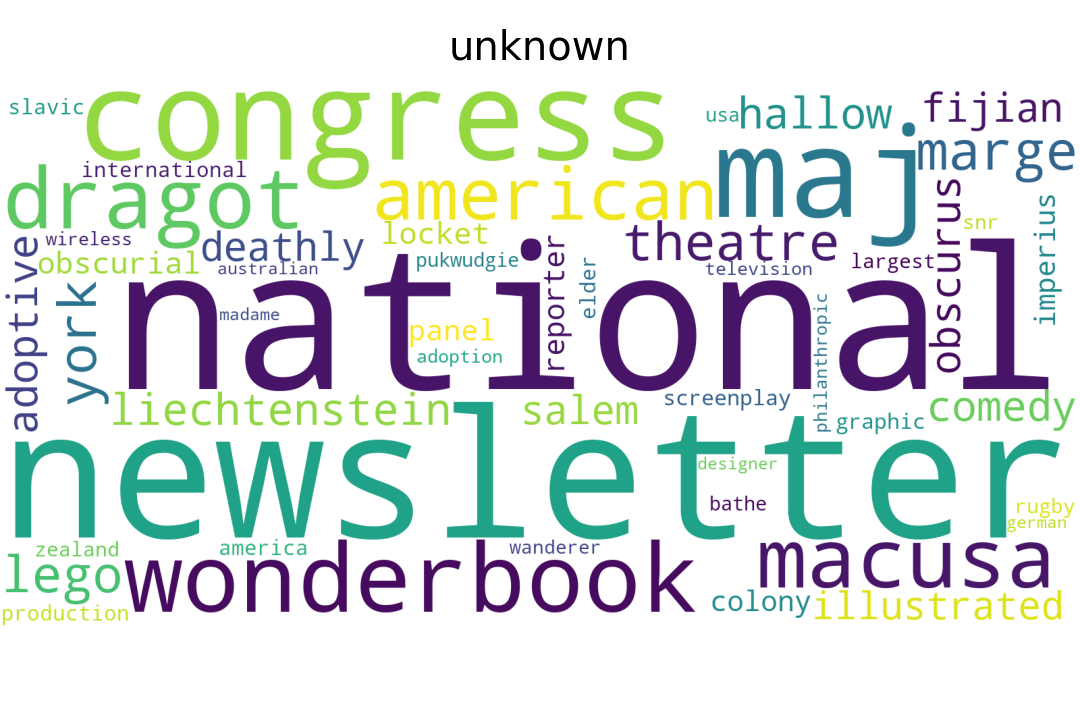 unknown
slavic
congress
usa
hallow
fijian
international
dragot
american
maj
marge
adoptive
wireless
obscurial
deathly
australian
locket
pukwudgie
reporter
elder
theatre
television
largest
obscurus
snr
imperius
york
madame
national
panel
adoption
philanthropic
liechtenstein
salem
screenplay
graphic
comedy
newsletter
designer
bathe
rugby
german
zealand
america
wanderer
lego
wonderbook
macusa
production
colony
illustrated